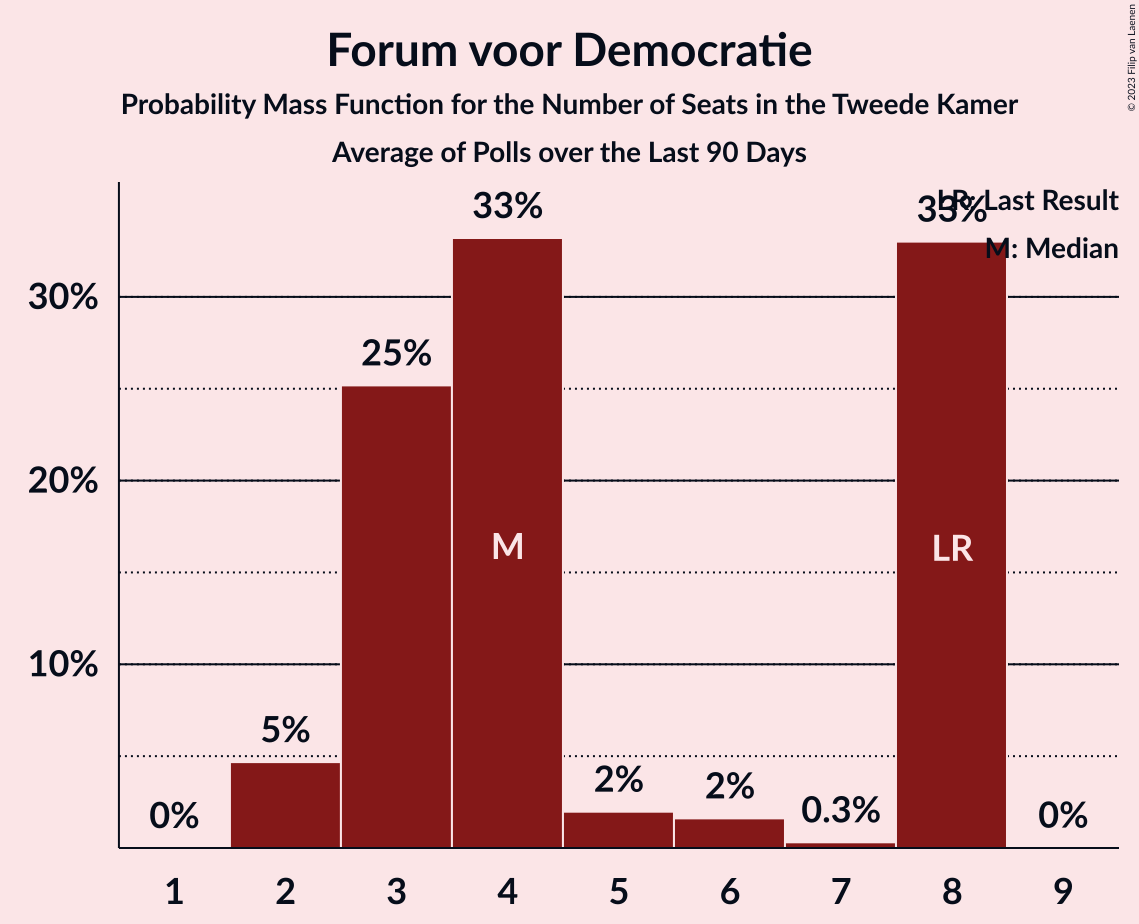 Forum voor Democratie
Probability Mass Function for the Number of Seats in the Tweede Kamer
Average of Polls over the Last 90 Days
© 2023 Filip van Laenen
LR: Last Result
M: Median
33%
33%
30%
25%
20%
M
LR
10%
5%
2%
2%
0.3%
0%
0%
1 2 3 4 5 6 7 8 9